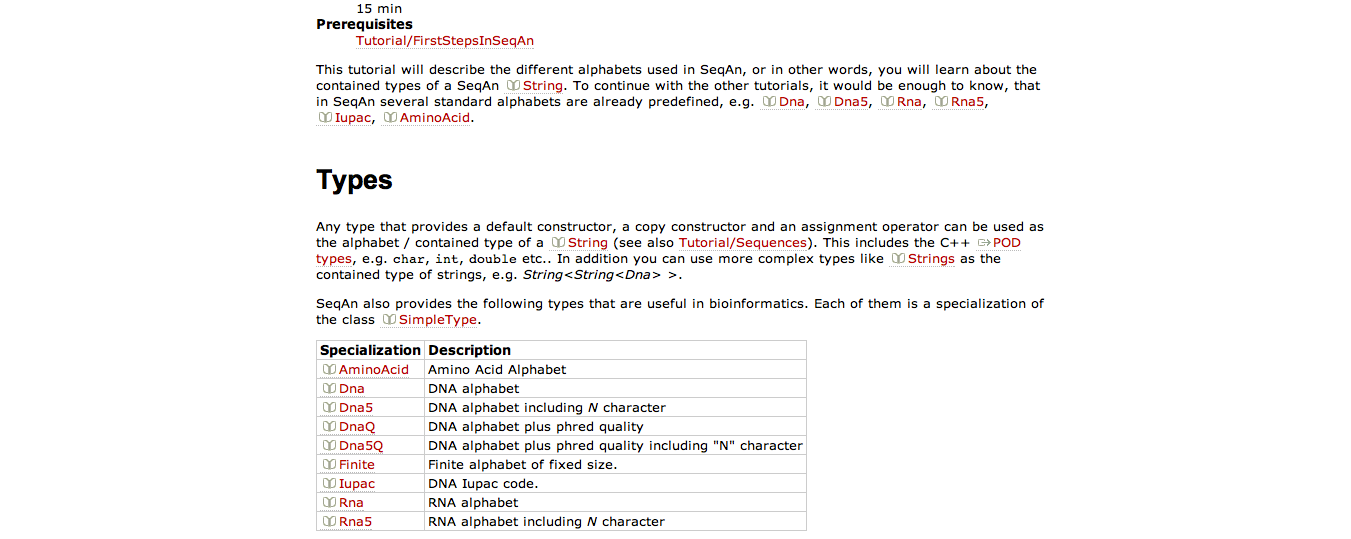 15 min
Prerequisites
Tutorial/FirstStepsInSeqAn
This tutorial will describe the different alphabets used in SeqAn, or in other words, you will learn about the
contained types of a SeqAn String. To continue with the other tutorials, it would be enough to know, that
in SeqAn several standard alphabets are already predefined, e.g. Dna, Dna5, Rna, Rna5,
Iupac, AminoAcid.
Types
Any type that provides a default constructor, a copy constructor and an assignment operator can be used as
the alphabet / contained type of a String (see also Tutorial/Sequences). This includes the C++ POD
types, e.g. char, int, double etc.. In addition you can use more complex types like Strings as the
contained type of strings, e.g. String<String<Dna> >.
SeqAn also provides the following types that are useful in bioinformatics. Each of them is a specialization of
the class SimpleType.
Specialization Description
AminoAcid Amino Acid Alphabet
Dna DNA alphabet
Dna5 DNA alphabet including N character
DnaQ DNA alphabet plus phred quality
Dna5Q DNA alphabet plus phred quality including "N" character
Finite Finite alphabet of fixed size.
Iupac DNA Iupac code.
Rna RNA alphabet
Rna5 RNA alphabet including N character